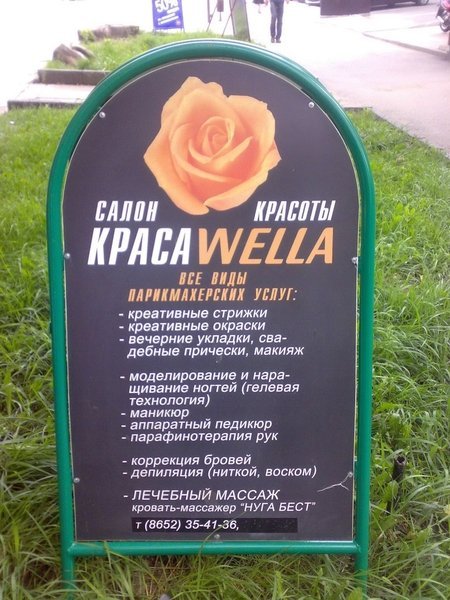 50%
САЛОН КРАСОТЫ
КРАСАWELLA
ВСЕ ВИДЫ
ПАРИКМАХЕРСКИХ УСЛУГ:
- креативные стрижки
- креативные окраски
- вечерние укладки, сва-
дебные прически, макияж
- моделирование и нара-
щивание ногтей (гелевая
технология)
- маникюр
- аппаратный педикюр
- парафинотерапия рук
- коррекция бровей
- депиляция (ниткой, воском)
- ЛЕЧЕБНЫЙ МАССАЖ
кровать-массажер "НУГА БЕСТ"
т (8652) 35-41-36,